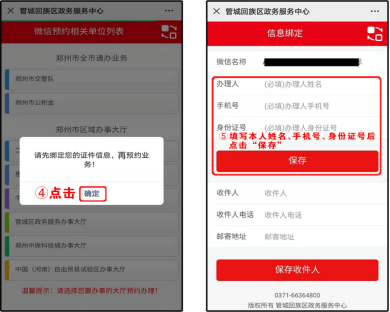 × 管城回族区政务服务中心 ···
微信预约相关单位列表
郑州市全市通办业务
郑州市交警队
郑州市公积金
郑州市区域办事大厅
请先绑定您的证件信息，再预约业
务！
④点击 确定
管城区政务服务办事大厅
郑州中原科技城办事大厅
中国（河南）自由贸易试验区办事大厅
温馨提示：请选择您要办事的大厅预约办理！
× 管城回族区政务服务中心 ···
信息绑定
微信名称
办理人 (必填)办理人姓名
手机号 (必填)办理人手机号
身份证号 (必填)办理人身份证号
⑤填写本人姓名、手机号、身份证号后
点击“保存”
保存
收件人 收件人
收件人电话 收件人电话
邮寄地址 邮寄地址
保存收件人
0371-66364800
版权所有 管城回族区政务服务中心